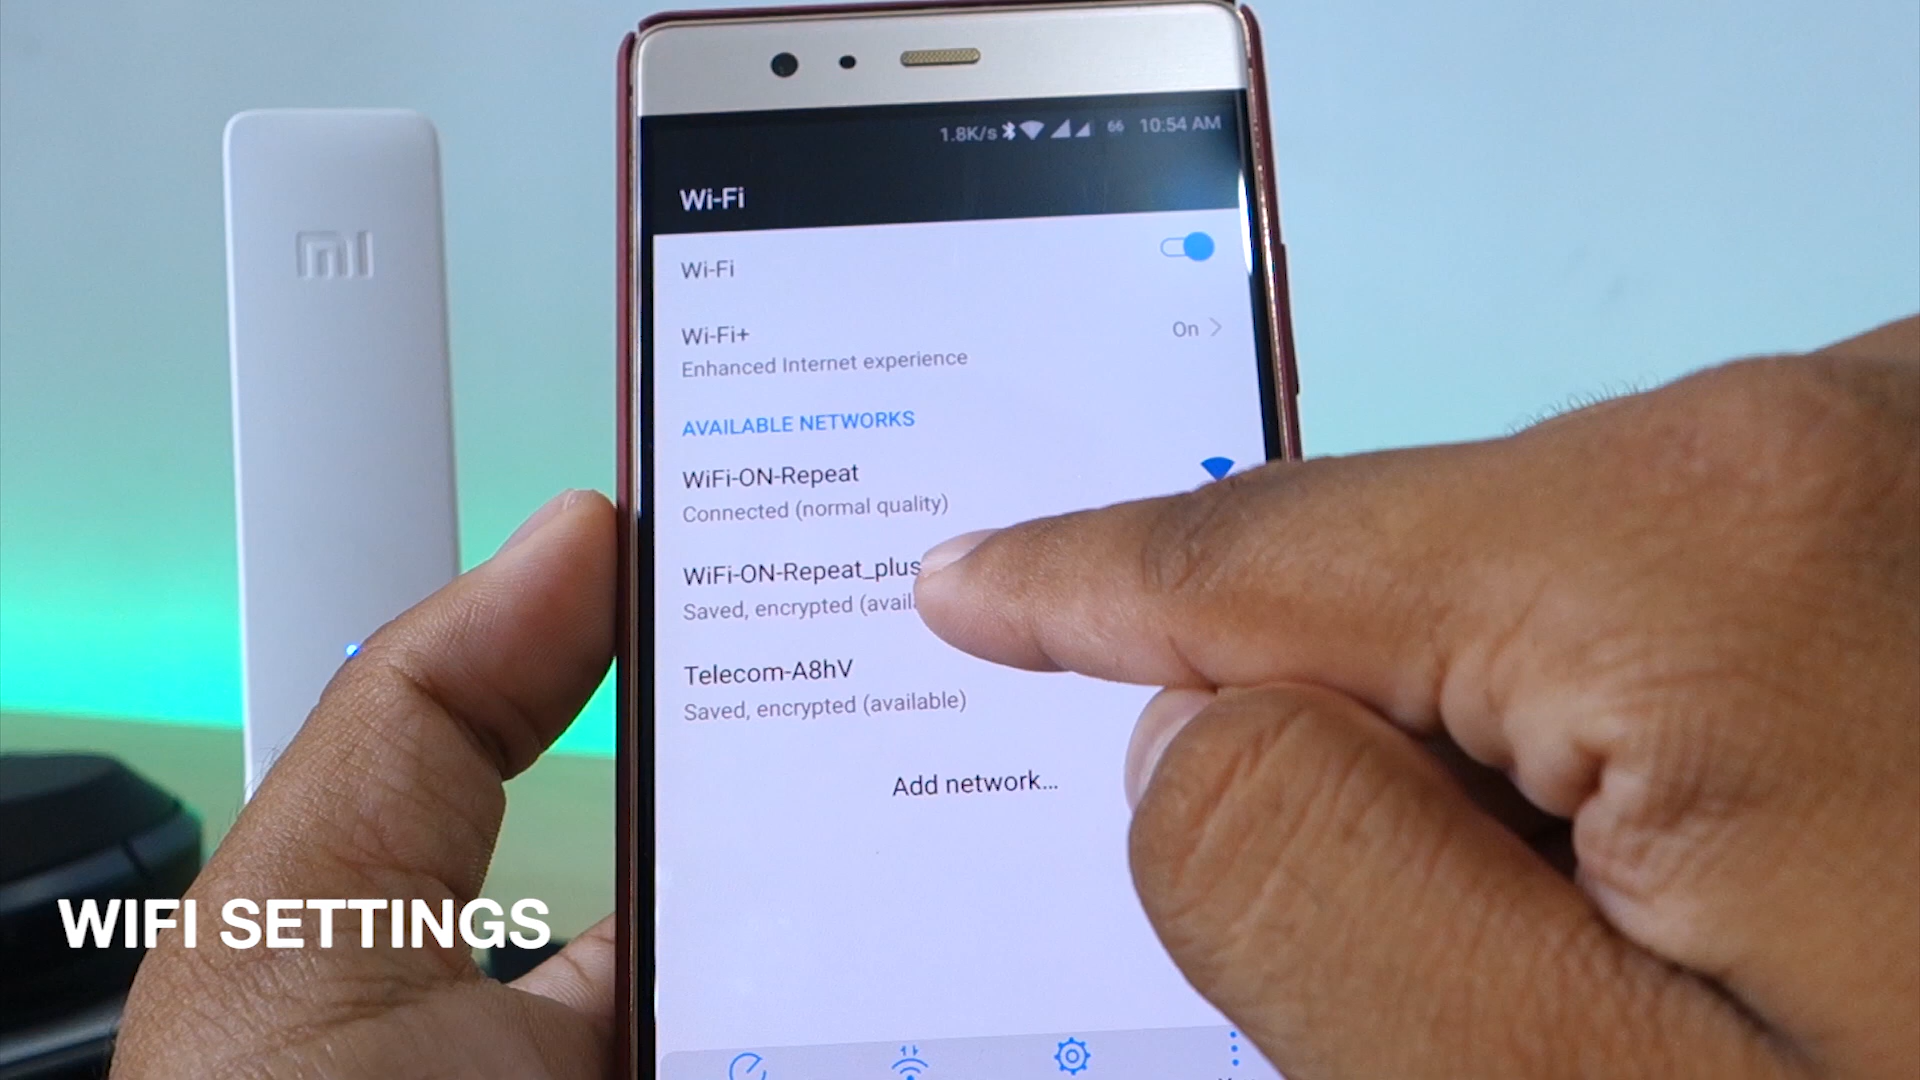 mi
1.8K/s 66 10:54 AM
Wi-Fi
Wi-Fi
Wi-Fi+
On
Enhanced Internet experience
AVAILABLE NETWORKS
WiFi-ON-Repeat
Connected (normal quality)
WiFi-ON-Repeat_plus
Saved, encrypted
Telecom-A8hV
Saved, encrypted (available)
Add network...
WIFI SETTINGS